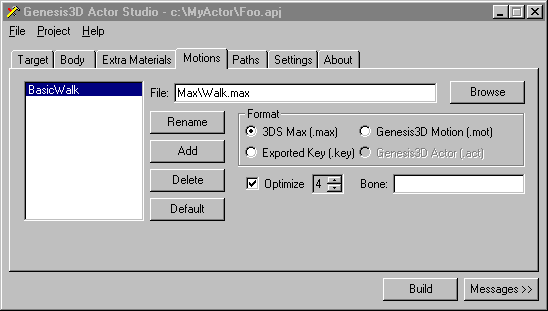 Genesis3D Actor Studio - c:\MyActor\Foo.apj
File Project Help
Target Body Extra Materials Motions Paths Settings About
BasicWalk File: Max\Walk.max Browse
Rename Format
3DS Max (.max) Genesis3D Motion (.mot)
Add Exported Key (.key) Genesis3D Actor (.act)
Delete Optimize 4 Bone:
Default
Build Messages >>